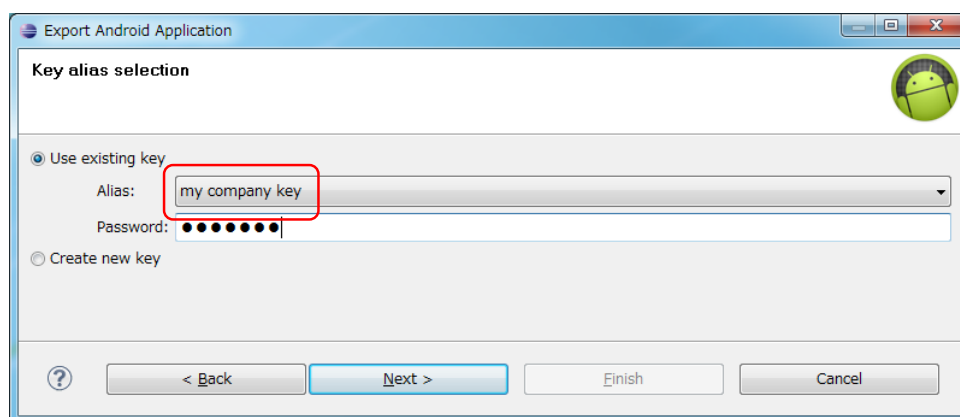 Export Android Application
Key alias selection
Use existing key
Alias: my company key
Password: ●●●●●●●
Create new key
? < Back Next > Finish Cancel